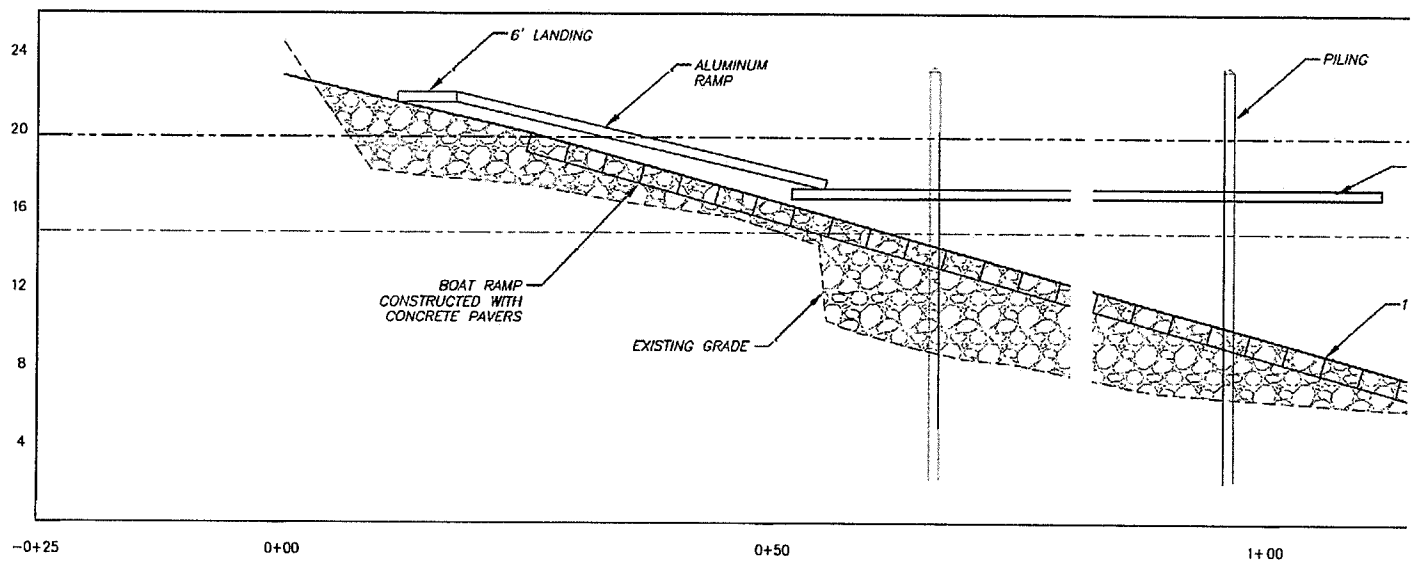 24
6' LANDING
ALUMINUM
RAMP
PILING
20
16
12
BOAT RAMP
CONSTRUCTED WITH
CONCRETE PAVERS
1
EXISTING GRADE
8
4
-0+25
0+00
0+50
1+00